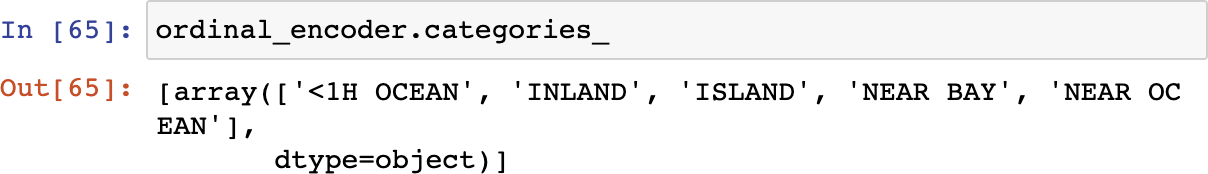 In [65]: ordinal_encoder.categories_
Out[65]: [array(['<1H OCEAN', 'INLAND', 'ISLAND', 'NEAR BAY', 'NEAR OC
EAN'],
       dtype=object)]